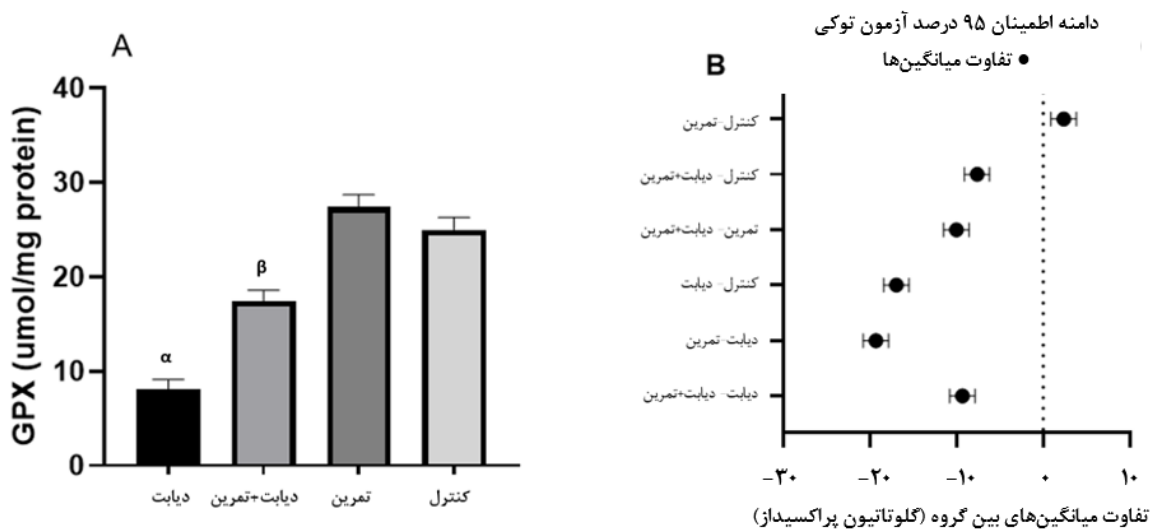 A
GPX (umol/mg protein)
40
30
20
10
0
α
β
دیابت
دیابت+تمرین
تمرین
کنترل
دامنه اطمینان ۹۵ درصد آزمون توکی
● تفاوت میانگین‌ها
B
کنترل-تمرین
کنترل- دیابت+تمرین
تمرین- دیابت+تمرین
کنترل- دیابت
دیابت-تمرین
دیابت- دیابت+تمرین
-۳۰ -۲۰ -۱۰ ۰ ۱۰
تفاوت میانگین‌های بین گروه (گلوتاتیون پراکسیداز)